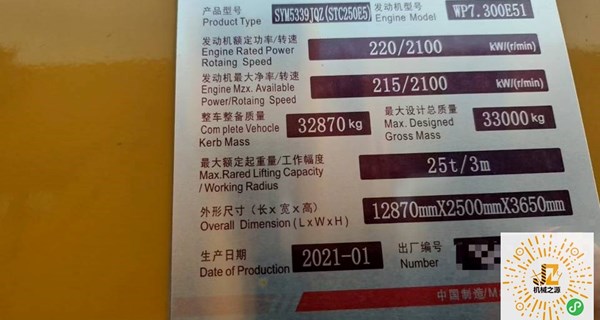 产品型号 SYM5339JQZ(STC250E5) 发动机型号 WP7.300E51
Product Type Engine Model
发动机额定功率/转速
Engine Rated Power 220/2100 kW/(r/min)
Rotaing Speed
发动机最大净率/转速
Engine Mzx. Available 215/2100 kW/(r/min)
Power/Rotaing Speed
整车整备质量 最大设计总质量
Com plete Vehocle 32870 kg Max. Designed 33000 kg
Kerb Mass Gross Mass
最大额定起重量/工作幅度
Max.Rared Lifting Capacity 25t/3m
/ Working Radius
外形尺寸（长x宽x高） 12870mmX2500mmX3650mm
Overall Dimension (LxWxH)
生产日期 2021-01 出厂编号
Date of Production Number
中国制造/Ma
机械之源